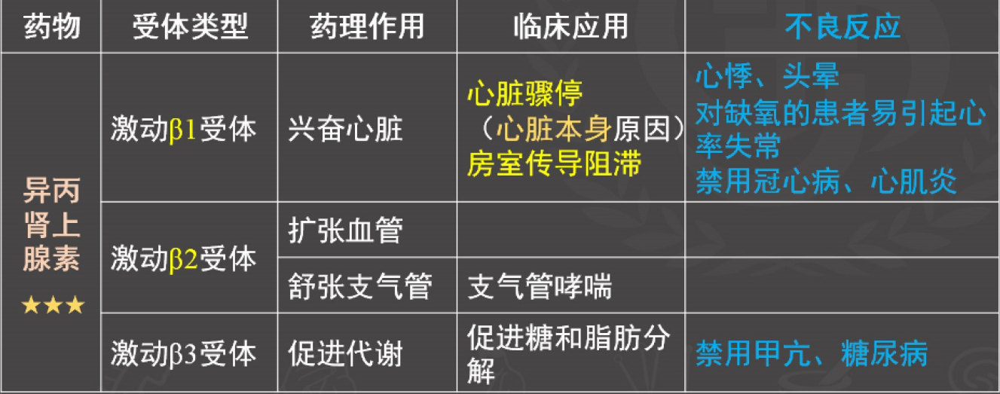 药物 受体类型 药理作用 临床应用 不良反应
异丙
肾上
腺素
★★★
激动β1受体
兴奋心脏
心脏骤停
（心脏本身原因）
房室传导阻滞
心悸、头晕
对缺氧的患者易引起心
率失常
禁用冠心病、心肌炎
激动β2受体
扩张血管
舒张支气管
支气管哮喘
激动β3受体
促进代谢
促进糖和脂肪分
解
禁用甲亢、糖尿病